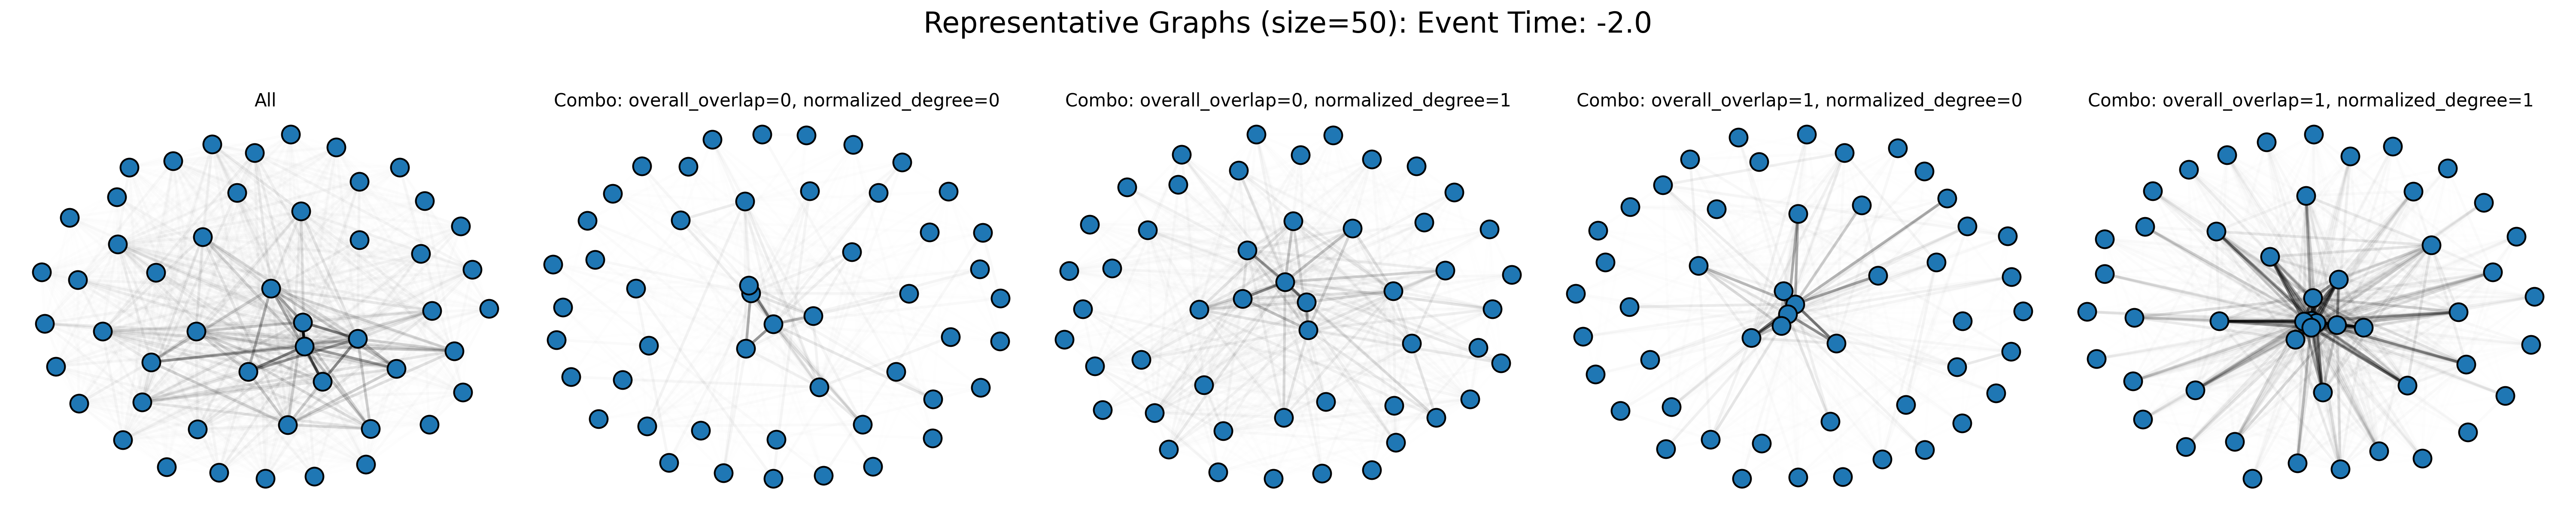 Representative Graphs (size=50): Event Time: -2.0
All
Combo: overall_overlap=0, normalized_degree=0
Combo: overall_overlap=0, normalized_degree=1
Combo: overall_overlap=1, normalized_degree=0
Combo: overall_overlap=1, normalized_degree=1